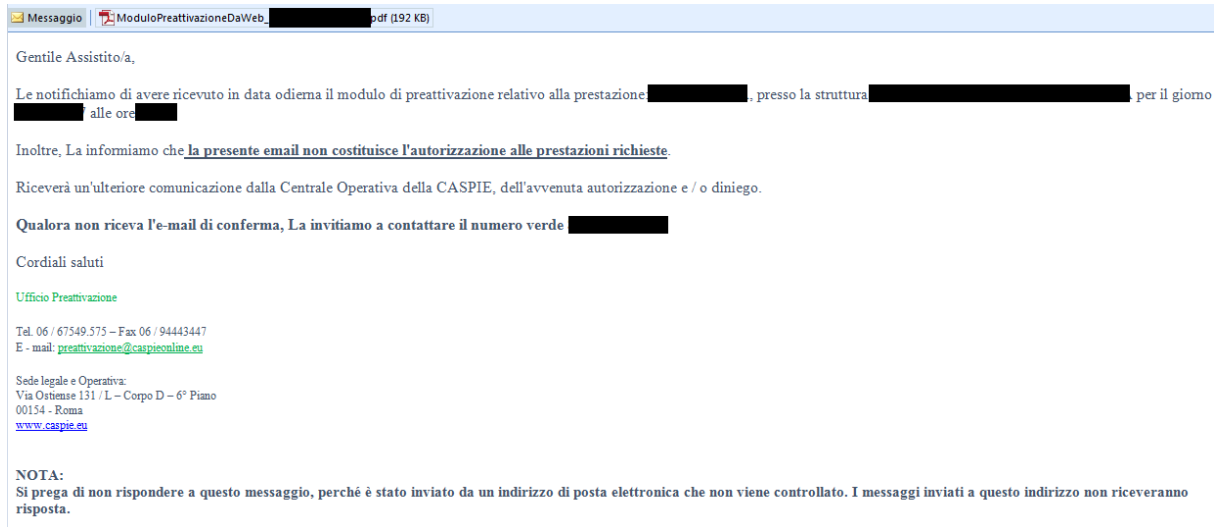 Messaggio ModuloPreattivazioneDaWeb_ pdf (192 KB)
Gentile Assistito/a,
Le notifichiamo di avere ricevuto in data odierna il modulo di preattivazione relativo alla prestazione: , presso la struttura per il giorno
alle ore
Inoltre, La informiamo che la presente email non costituisce l'autorizzazione alle prestazioni richieste.
Riceverà un'ulteriore comunicazione dalla Centrale Operativa della CASPIE, dell'avvenuta autorizzazione e / o diniego.
Qualora non riceva l'e-mail di conferma, La invitiamo a contattare il numero verde
Cordiali saluti
Ufficio Preattivazione
Tel. 06 / 67549.575 – Fax 06 / 94443447
E - mail: preattivazione@caspieonline.eu
Sede legale e Operativa:
Via Ostiense 131 / L – Corpo D – 6° Piano
00154 - Roma
www.caspie.eu
NOTA:
Si prega di non rispondere a questo messaggio, perché è stato inviato da un indirizzo di posta elettronica che non viene controllato. I messaggi inviati a questo indirizzo non riceveranno
risposta.